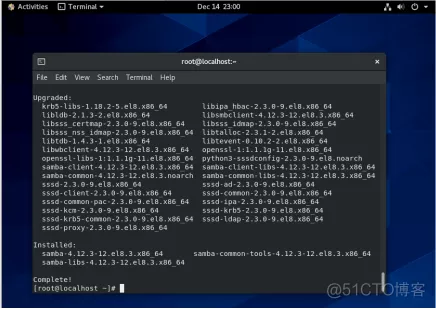 Activities Terminal Dec 14 23:00
root@localhost:~
File Edit View Search Terminal Help
Upgraded:
krb5-libs-1.18.2-5.el8.x86_64 libipa_hbac-2.3.0-9.el8.x86_64
libldb-2.1.3-2.el8.x86_64 libsmbclient-4.12.3-12.el8.3.x86_64
libsss_certmap-2.3.0-9.el8.x86_64 libsss_idmap-2.3.0-9.el8.x86_64
libsss_nss_idmap-2.3.0-9.el8.x86_64 libtalloc-2.3.1-2.el8.x86_64
libtdb-1.4.3-1.el8.x86_64 libtevent-0.10.2-2.el8.x86_64
libwbclient-4.12.3-12.el8.3.x86_64 openssl-1:1.1.1g-11.el8.x86_64
openssl-libs-1:1.1.1g-11.el8.x86_64 python3-sssdconfig-2.3.0-9.el8.noarch
samba-client-4.12.3-12.el8.3.x86_64 samba-client-libs-4.12.3-12.el8.3.x86_64
samba-common-4.12.3-12.el8.3.noarch samba-common-libs-4.12.3-12.el8.3.x86_64
sssd-2.3.0-9.el8.x86_64 sssd-ad-2.3.0-9.el8.x86_64
sssd-client-2.3.0-9.el8.x86_64 sssd-common-2.3.0-9.el8.x86_64
sssd-common-pac-2.3.0-9.el8.x86_64 sssd-ipa-2.3.0-9.el8.x86_64
sssd-kcm-2.3.0-9.el8.x86_64 sssd-krb5-2.3.0-9.el8.x86_64
sssd-krb5-common-2.3.0-9.el8.x86_64 sssd-ldap-2.3.0-9.el8.x86_64
sssd-proxy-2.3.0-9.el8.x86_64
Installed:
samba-4.12.3-12.el8.3.x86_64 samba-common-tools-4.12.3-12.el8.3.x86_64
samba-libs-4.12.3-12.el8.3.x86_64
Complete!
[root@localhost ~]#
@51CTO博客